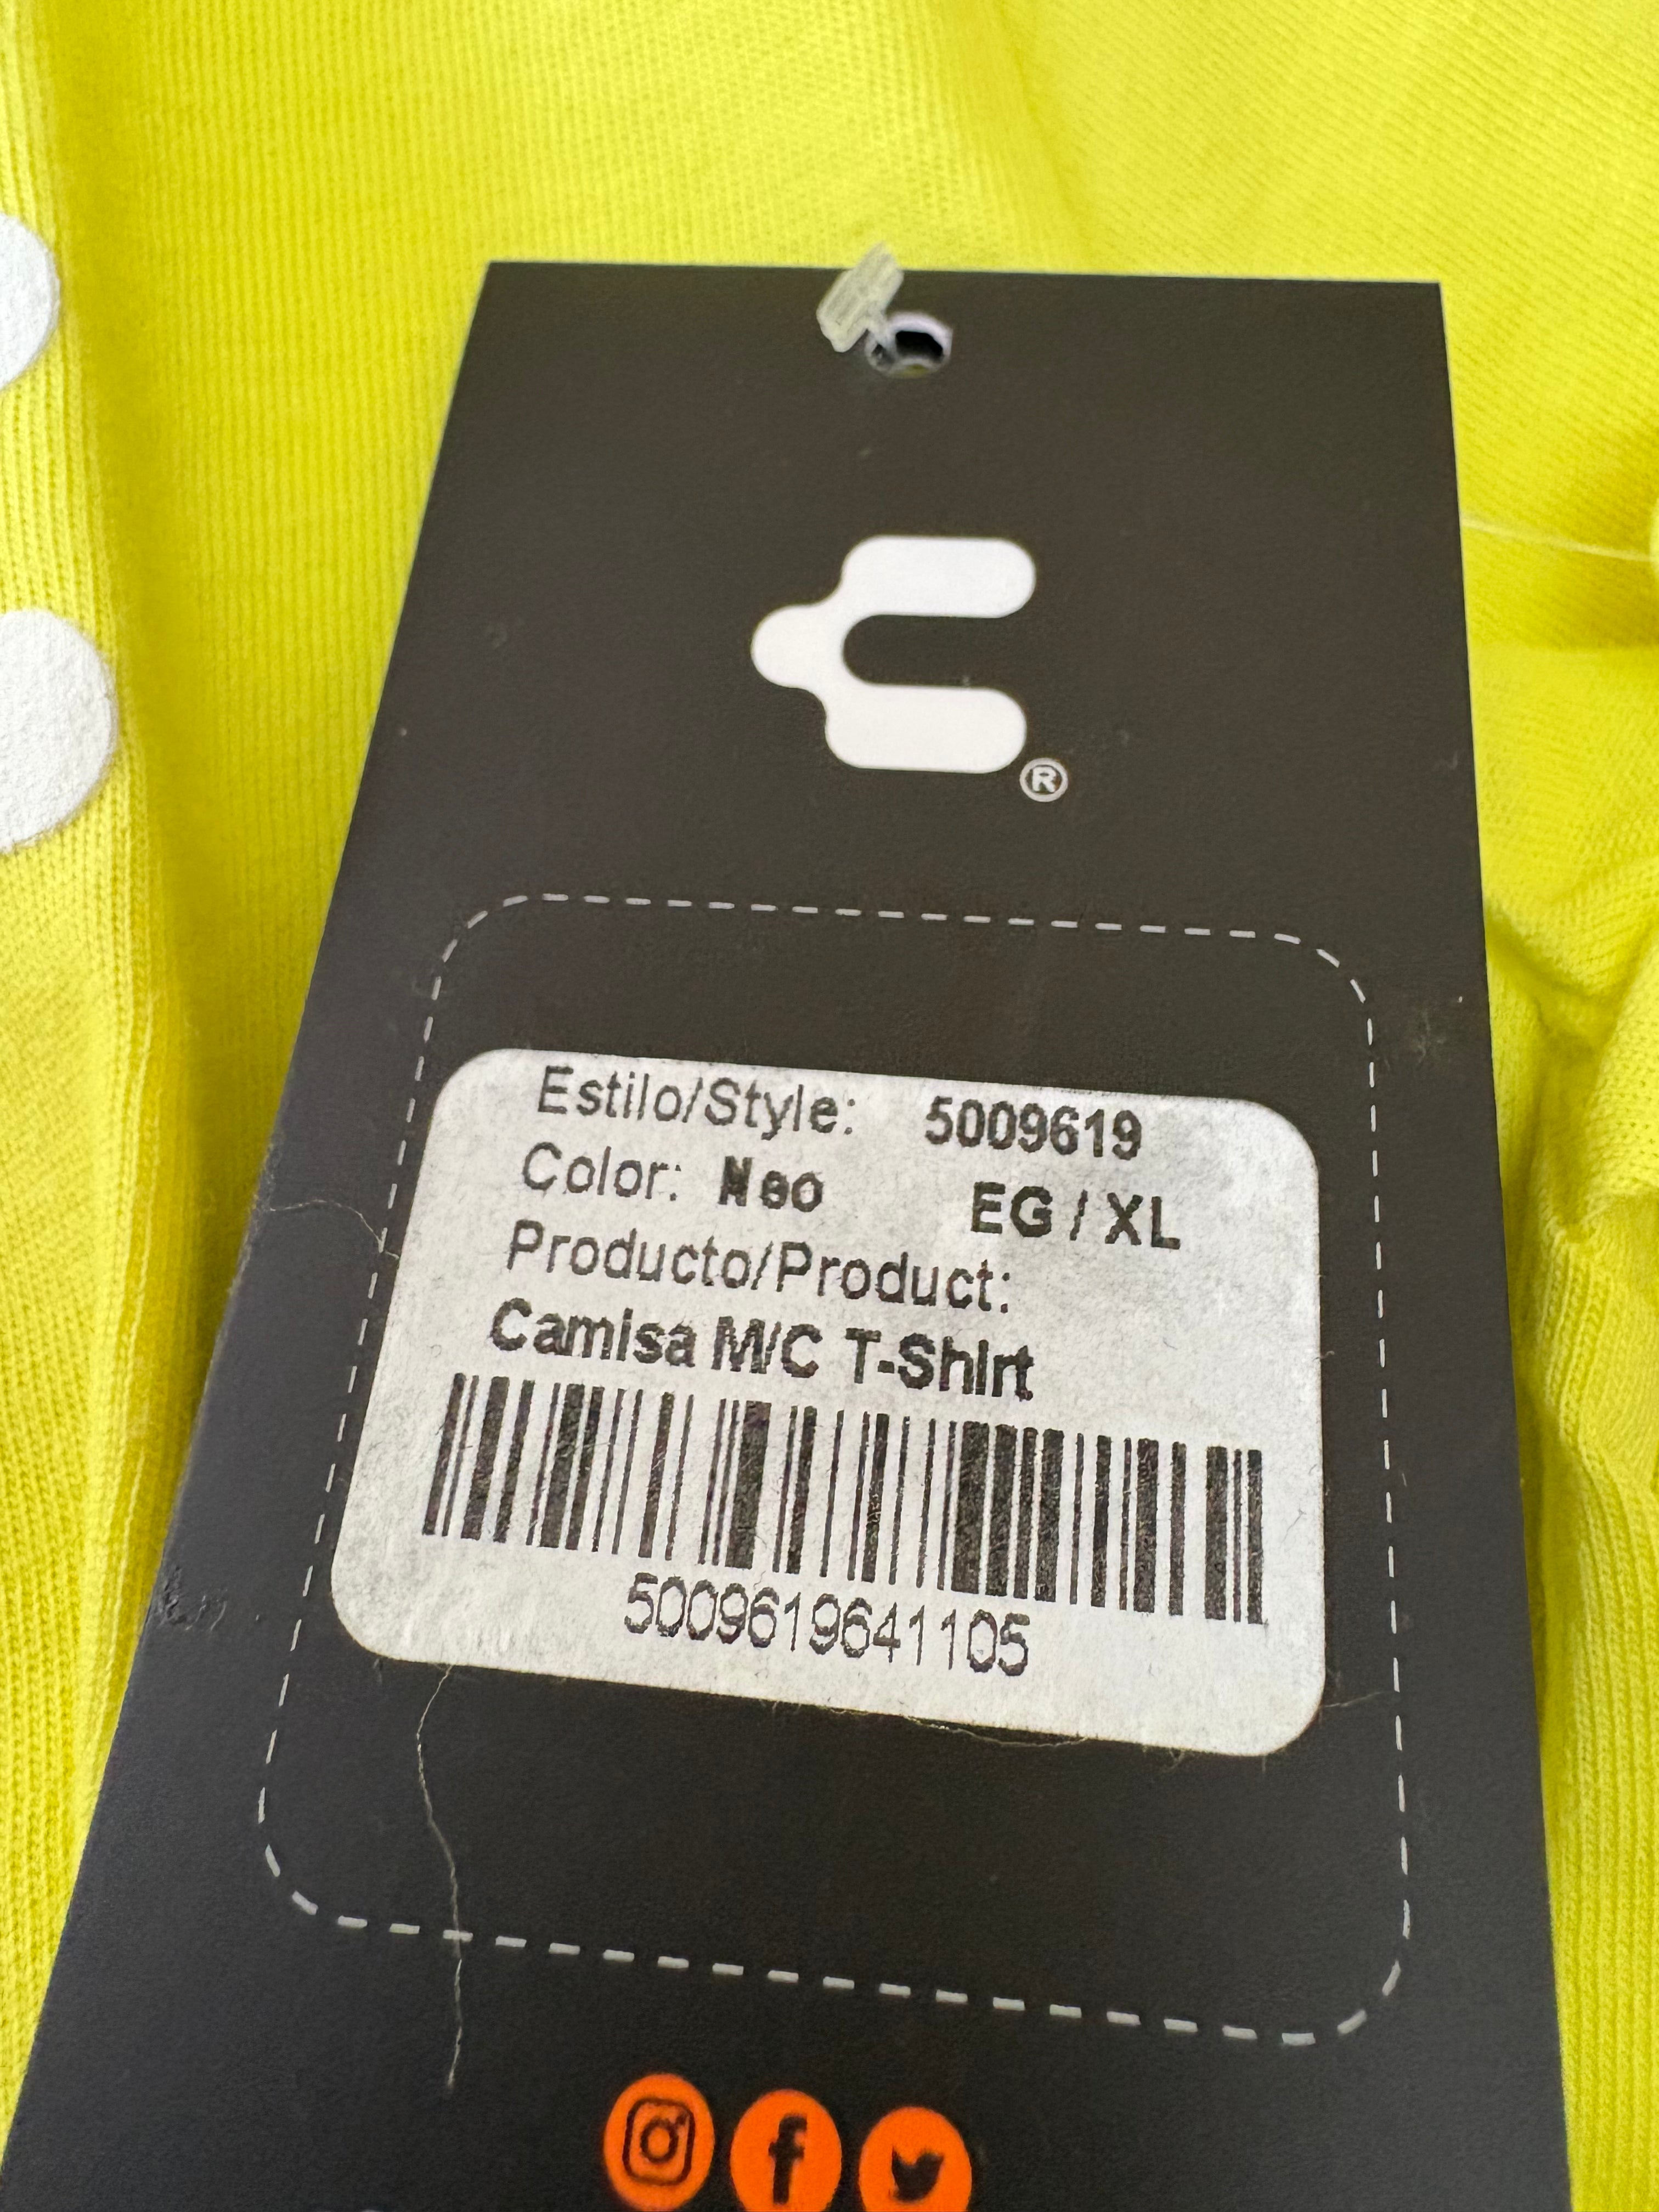 ®
Estilo/Style: 5009619
Color: Neo EG / XL
Producto/Product:
Camisa M/C T-Shirt
5009619641105